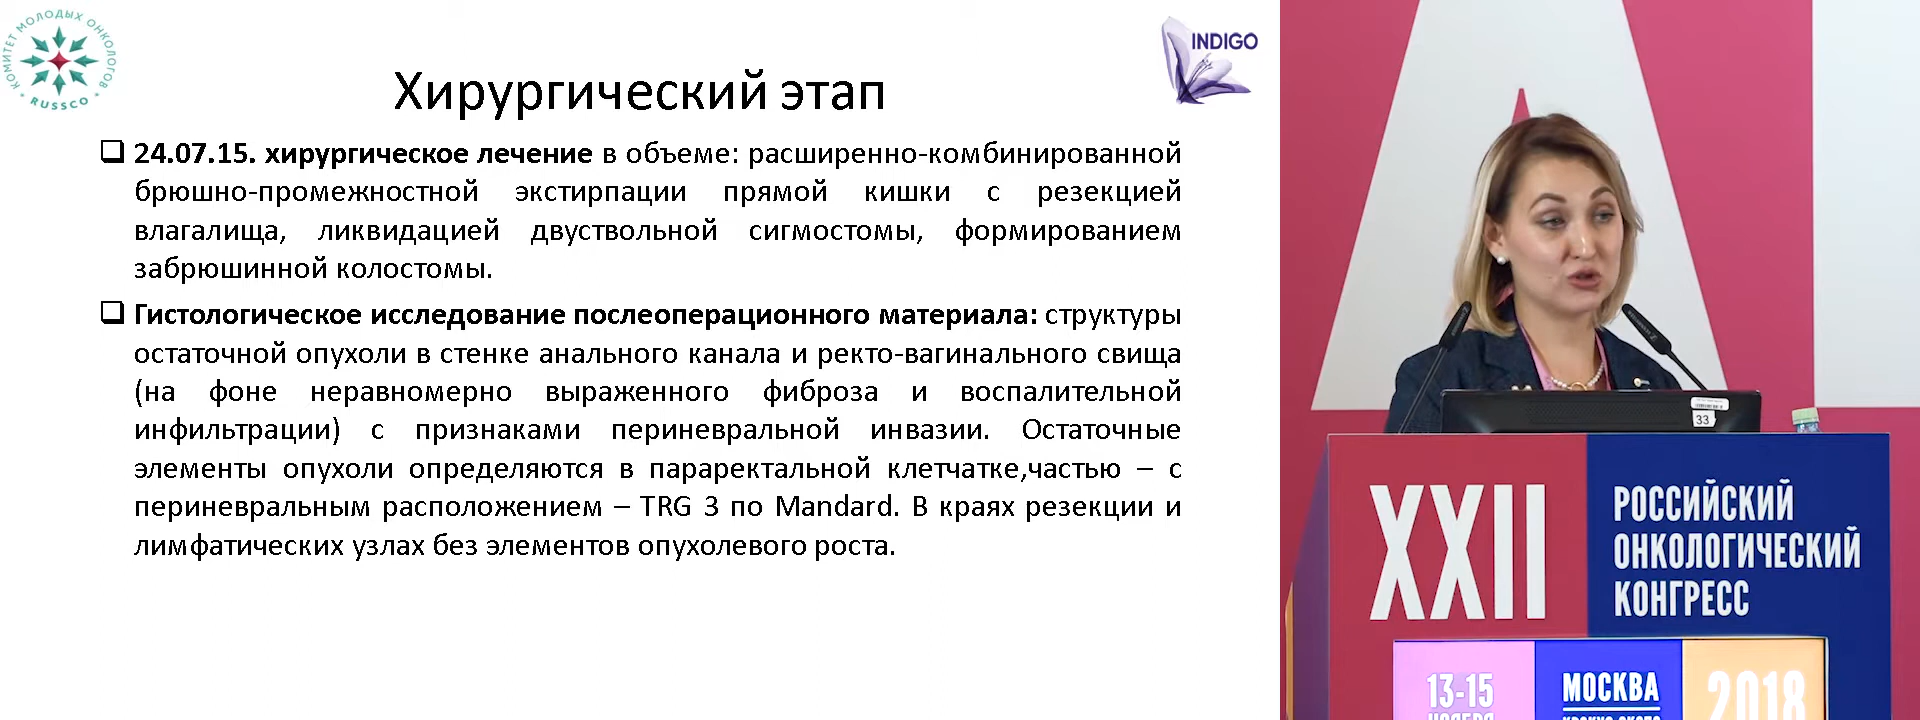 КОМИТЕТ МОЛОДЫХ ОНКОЛОГОВ
RUSSCO
INDIGO
Хирургический этап
24.07.15. хирургическое лечение в объеме: расширенно-комбинированной
брюшно-промежностной экстирпации прямой кишки с резекцией
влагалища, ликвидацией двуствольной сигмостомы, формированием
забрюшинной колостомы.
Гистологическое исследование послеоперационного материала: структуры
остаточной опухоли в стенке анального канала и ректо-вагинального свища
(на фоне неравномерно выраженного фиброза и воспалительной
инфильтрации) с признаками периневральной инвазии. Остаточные
элементы опухоли определяются в параректальной клетчатке,частью – с
периневральным расположением – TRG 3 по Mandard. В краях резекции и
лимфатических узлах без элементов опухолевого роста.
33
XXII
РОССИЙСКИЙ
ОНКОЛОГИЧЕСКИЙ
КОНГРЕСС
13-15
НОЯБРЯ
МОСКВА
2018